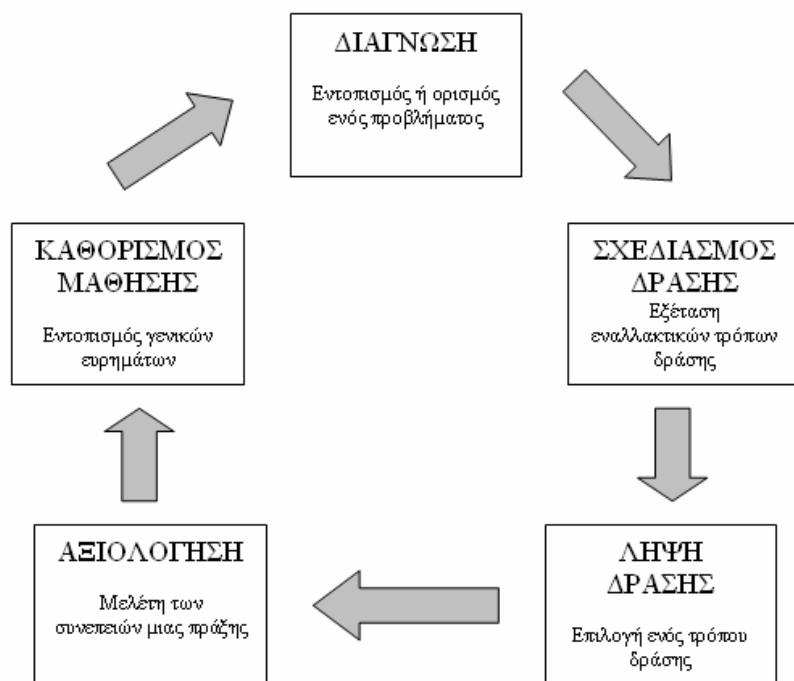 ΔΙΑΓΝΩΣΗ
Εντοπισμός ή ορισμός
ενός προβλήματος
ΣΧΕΔΙΑΣΜΟΣ
ΔΡΑΣΗΣ
Εξέταση
εναλλακτικών τρόπων
δράσης
ΛΗΨΗ
ΔΡΑΣΗΣ
Επιλογή ενός τρόπου
δράσης
ΑΞΙΟΛΟΓΗΣΗ
Μελέτη των
συνεπειών μιας πράξης
ΚΑΘΟΡΙΣΜΟΣ
ΜΑΘΗΣΗΣ
Εντοπισμός γενικών
ευρημάτων